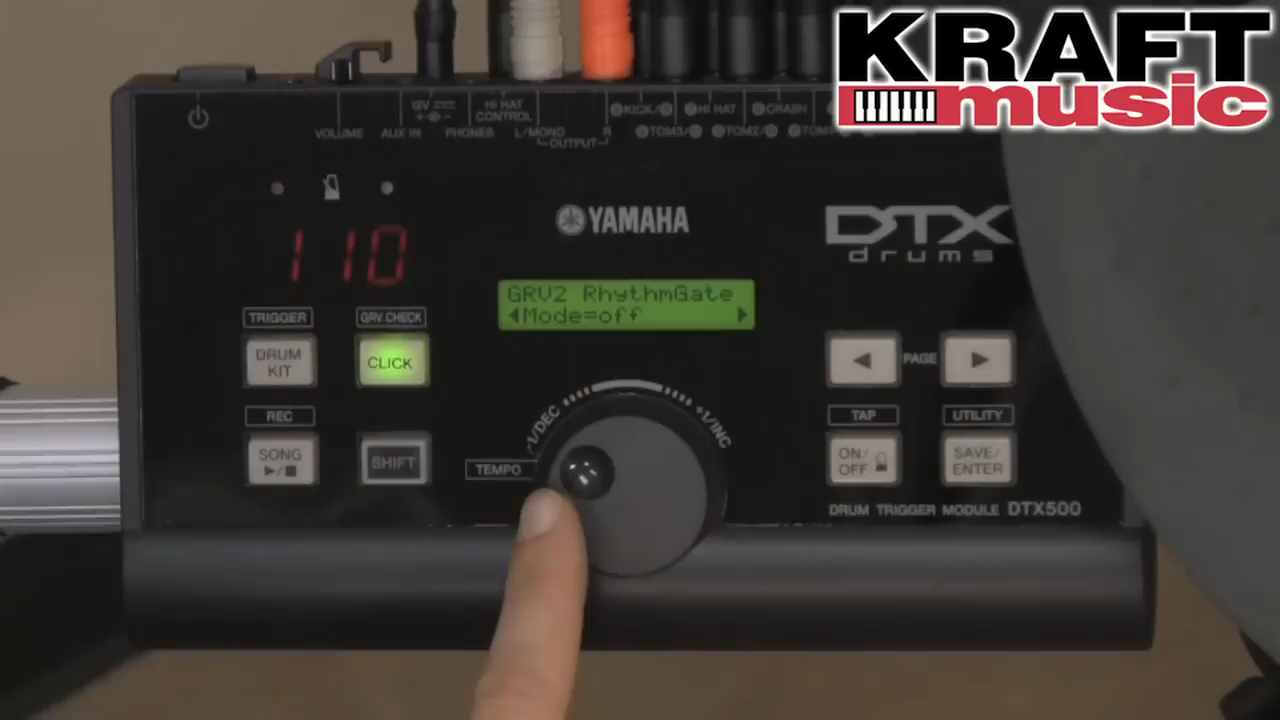 KRAFT
music
12V
HI HAT
CONTROL
KICK/
HI HAT
CRASH
VOLUME
AUX IN
PHONES
L/MONO
R
OUTPUT
TOM3/
TOM2/
YAMAHA
DTX
drums
110
GRV2 RhythmGate
Mode=off
TRIGGER
GRV CHECK
DRUM
KIT
CLICK
PAGE
-1/DEC
+1/INC
REC
TAP
UTILITY
SONG
SHIFT
TEMPO
ON/
OFF
SAVE/
ENTER
DRUM TRIGGER MODULE DTX500